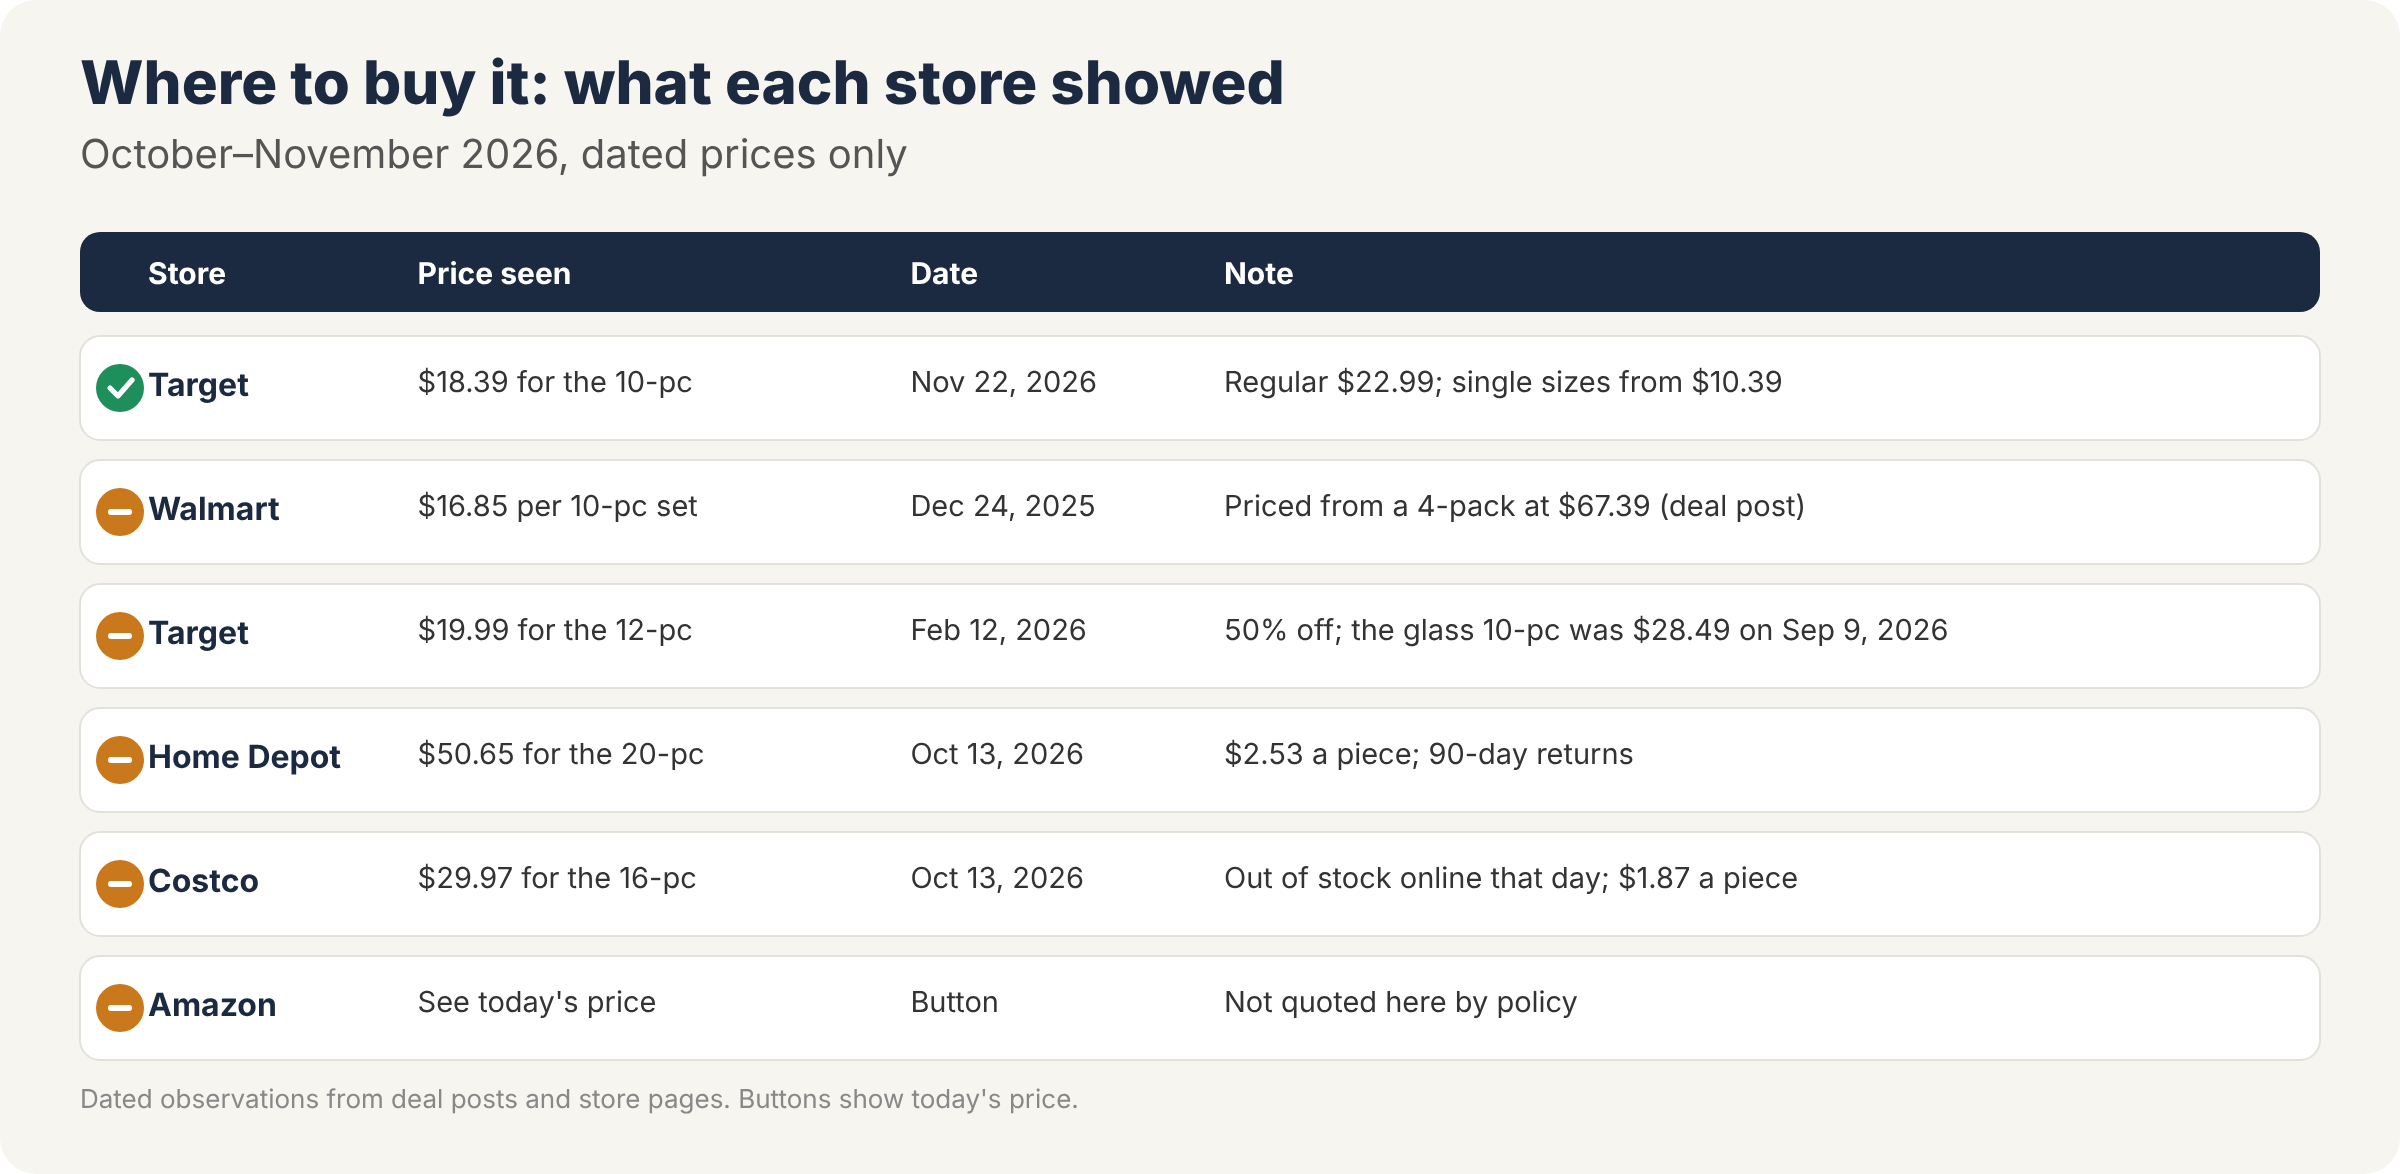 Where to buy it: what each store showed
October–November 2026, dated prices only
Store Price seen Date Note
Target $18.39 for the 10-pc Nov 22, 2026 Regular $22.99; single sizes from $10.39
Walmart $16.85 per 10-pc set Dec 24, 2025 Priced from a 4-pack at $67.39 (deal post)
Target $19.99 for the 12-pc Feb 12, 2026 50% off; the glass 10-pc was $28.49 on Sep 9, 2026
Home Depot $50.65 for the 20-pc Oct 13, 2026 $2.53 a piece; 90-day returns
Costco $29.97 for the 16-pc Oct 13, 2026 Out of stock online that day; $1.87 a piece
Amazon See today's price Button Not quoted here by policy
Dated observations from deal posts and store pages. Buttons show today's price.